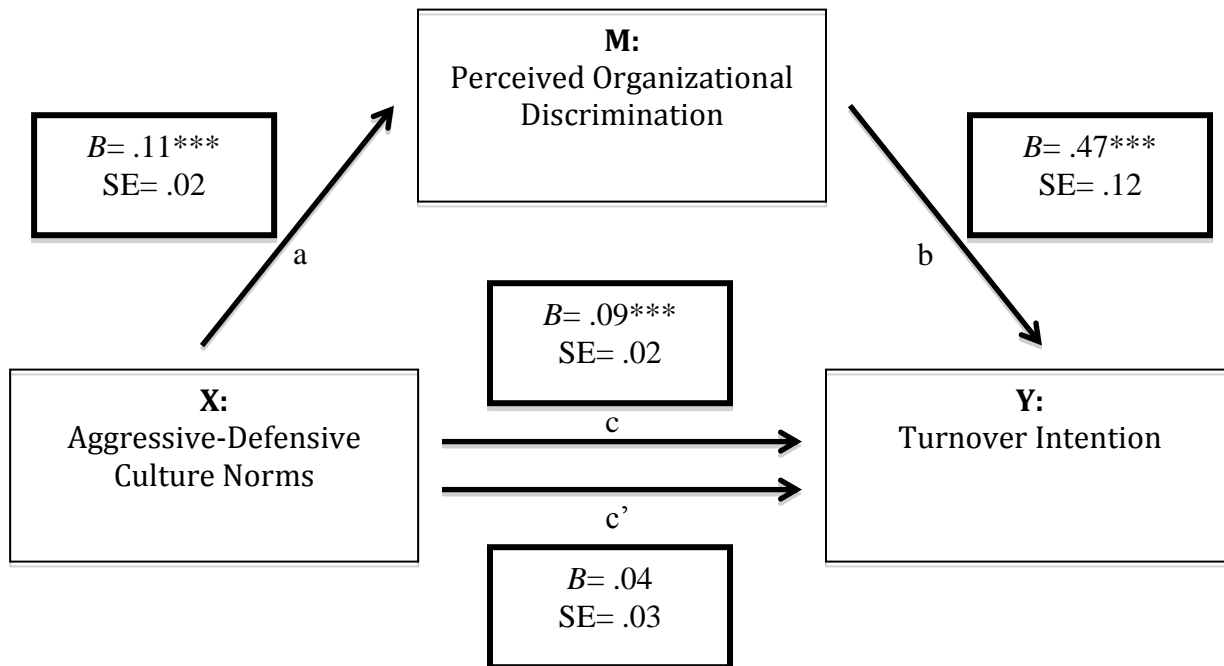 M:
Perceived Organizational
Discrimination
B= .11***
SE= .02
B= .47***
SE= .12
a
b
B= .09***
SE= .02
X:
Aggressive-Defensive
Culture Norms
c
c’
Y:
Turnover Intention
B= .04
SE= .03